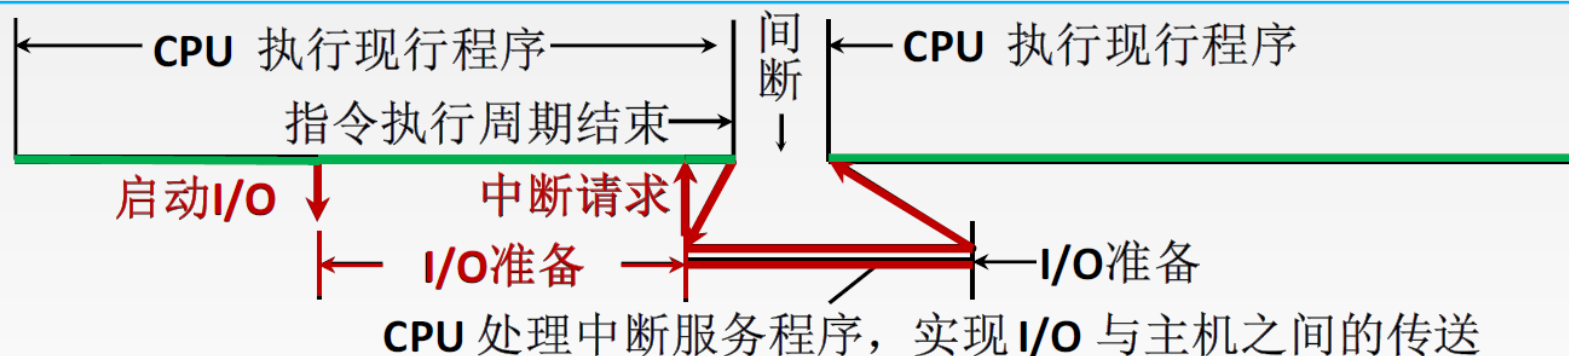 CPU 执行现行程序
间断
CPU 执行现行程序
指令执行周期结束
启动I/O
中断请求
I/O准备
I/O准备
CPU 处理中断服务程序，实现 I/O 与主机之间的传送